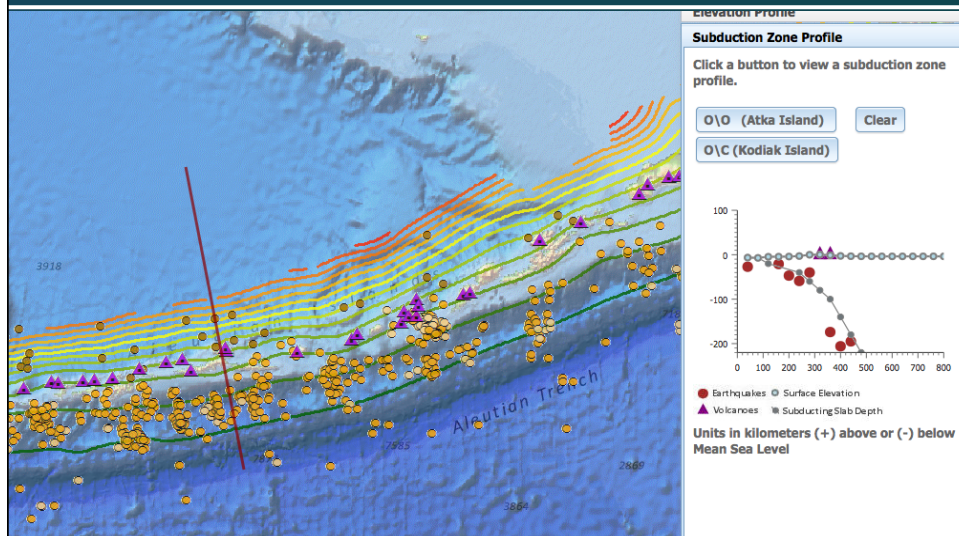 Elevation Profile
Subduction Zone Profile
Click a button to view a subduction zone
profile.
O\O (Atka Island)
Clear
O\C (Kodiak Island)
100
0
-100
-200
0 100 200 300 400 500 600 700 800
Earthquakes Surface Elevation
Volcanoes Subducting Slab Depth
Units in kilometers (+) above or (-) below
Mean Sea Level
3918
Aleutian Trench
7585
2869
3864